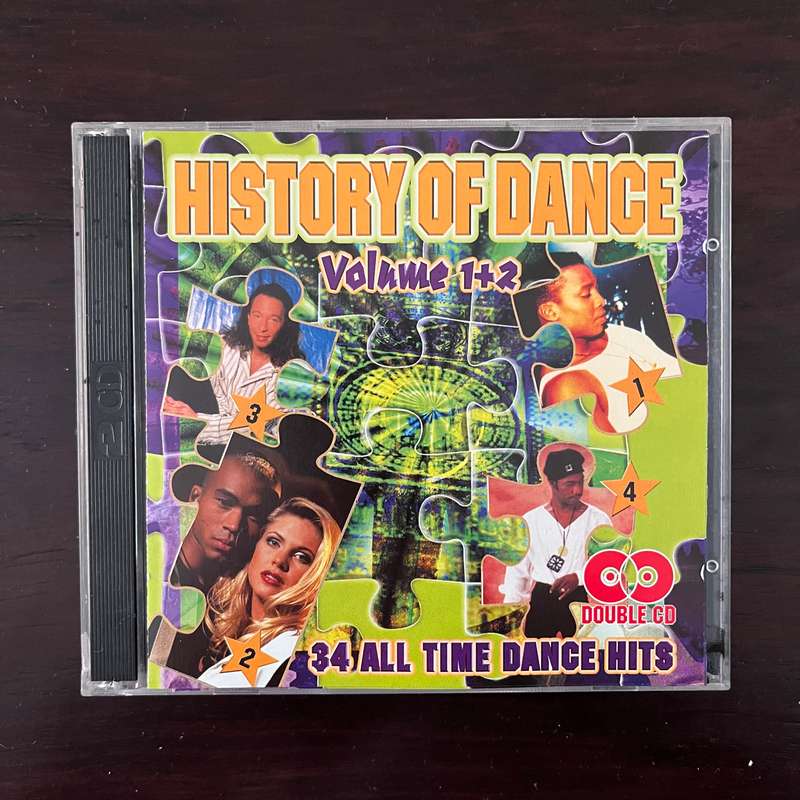 HISTORY OF DANCE
Volume 1+2
1
3
4
2
DOUBLE CD
34 ALL TIME DANCE HITS
2 CD